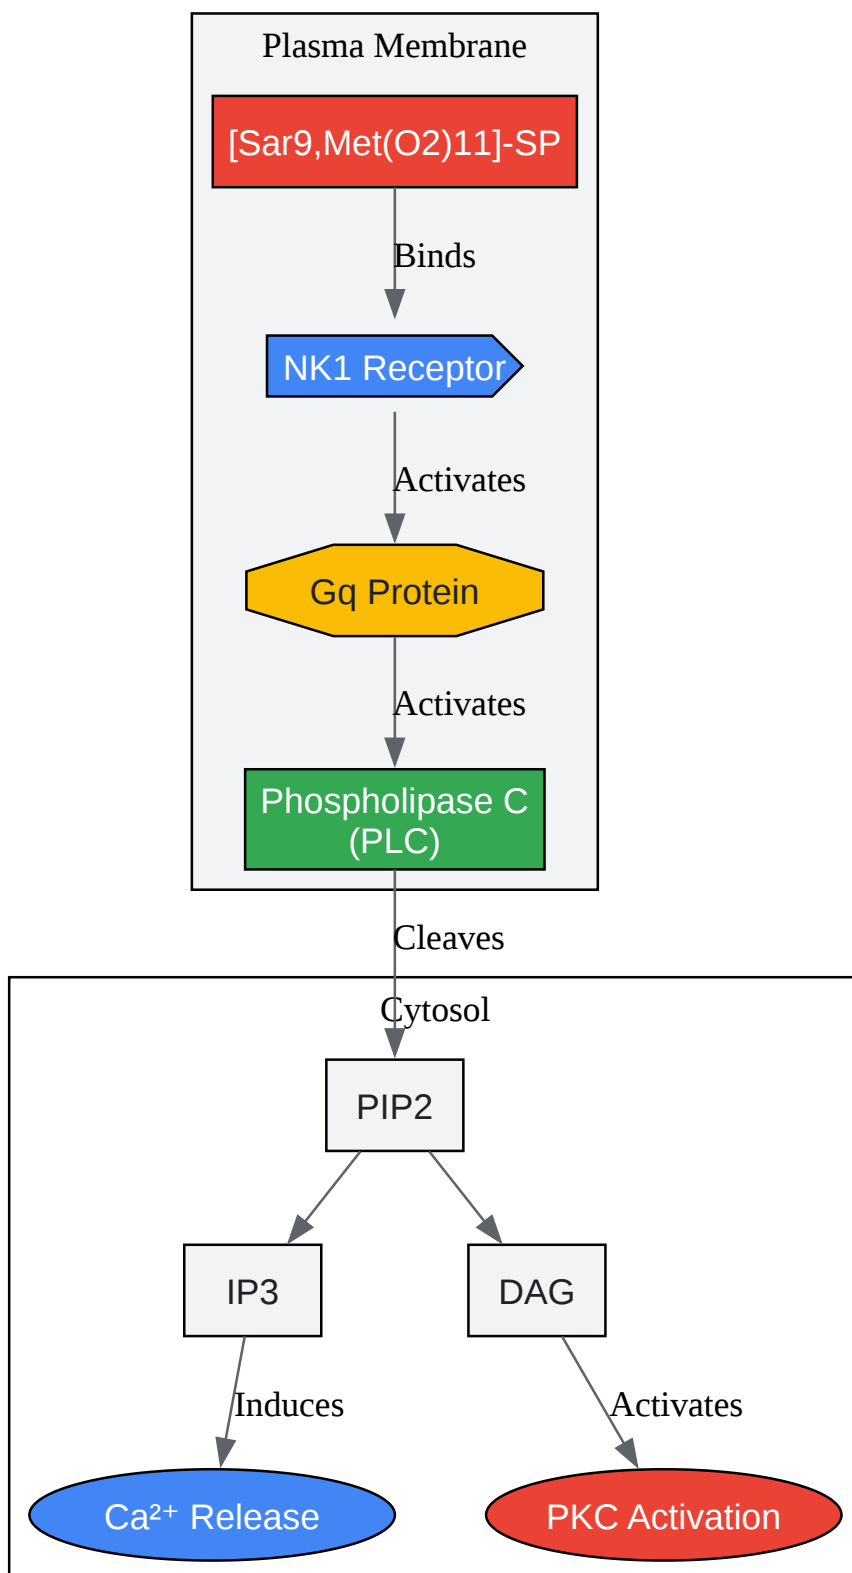 Plasma Membrane
[Sar9,Met(O2)11]-SP
Binds
NK1 Receptor
Activates
Gq Protein
Activates
Phospholipase C
(PLC)
Cleaves
Cytosol
PIP2
IP3
DAG
Induces
Activates
Ca²⁺ Release
PKC Activation